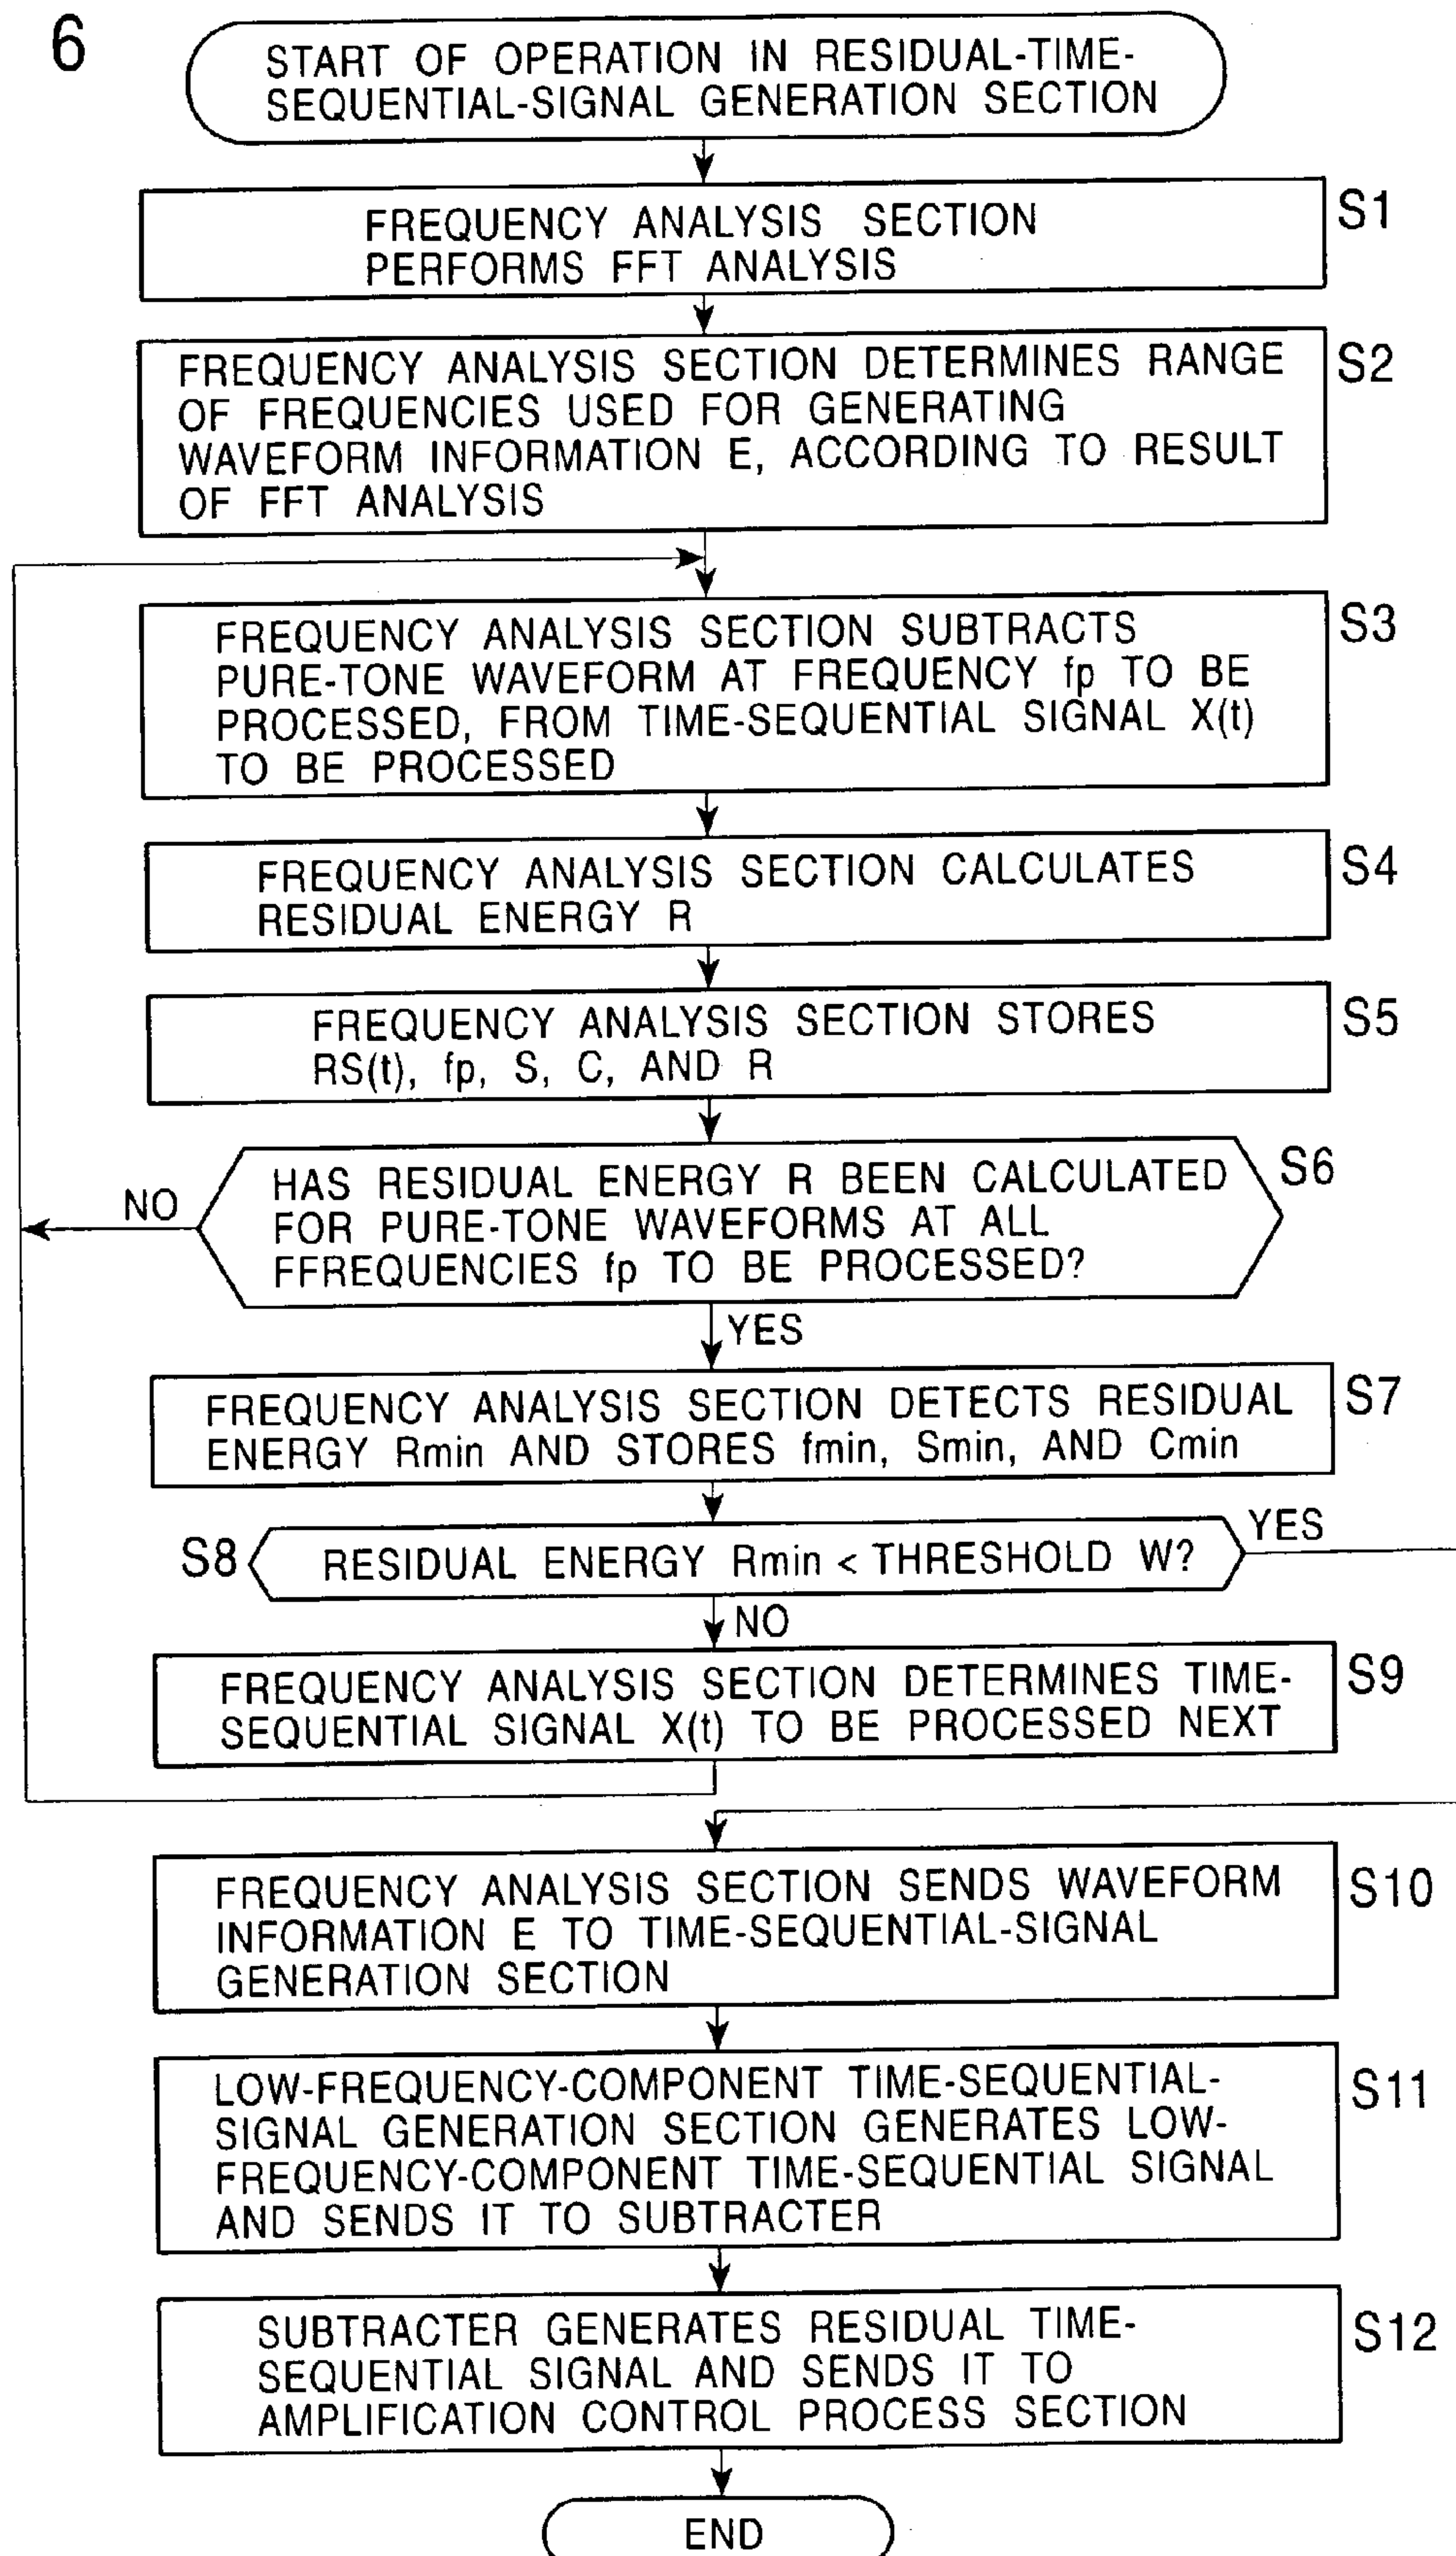 6
START OF OPERATION IN RESIDUAL-TIME-
SEQUENTIAL-SIGNAL GENERATION SECTION
S1
FREQUENCY ANALYSIS SECTION
PERFORMS FFT ANALYSIS
S2
FREQUENCY ANALYSIS SECTION DETERMINES RANGE
OF FREQUENCIES USED FOR GENERATING
WAVEFORM INFORMATION E, ACCORDING TO RESULT
OF FFT ANALYSIS
S3
FREQUENCY ANALYSIS SECTION SUBTRACTS
PURE-TONE WAVEFORM AT FREQUENCY fp TO BE
PROCESSED, FROM TIME-SEQUENTIAL SIGNAL X(t)
TO BE PROCESSED
S4
FREQUENCY ANALYSIS SECTION CALCULATES
RESIDUAL ENERGY R
S5
FREQUENCY ANALYSIS SECTION STORES
RS(t), fp, S, C, AND R
S6
HAS RESIDUAL ENERGY R BEEN CALCULATED
FOR PURE-TONE WAVEFORMS AT ALL
FFREQUENCIES fp TO BE PROCESSED?
NO
YES
S7
FREQUENCY ANALYSIS SECTION DETECTS RESIDUAL
ENERGY Rmin AND STORES fmin, Smin, AND Cmin
S8
RESIDUAL ENERGY Rmin < THRESHOLD W?
YES
NO
S9
FREQUENCY ANALYSIS SECTION DETERMINES TIME-
SEQUENTIAL SIGNAL X(t) TO BE PROCESSED NEXT
S10
FREQUENCY ANALYSIS SECTION SENDS WAVEFORM
INFORMATION E TO TIME-SEQUENTIAL-SIGNAL
GENERATION SECTION
S11
LOW-FREQUENCY-COMPONENT TIME-SEQUENTIAL-
SIGNAL GENERATION SECTION GENERATES LOW-
FREQUENCY-COMPONENT TIME-SEQUENTIAL SIGNAL
AND SENDS IT TO SUBTRACTER
S12
SUBTRACTER GENERATES RESIDUAL TIME-
SEQUENTIAL SIGNAL AND SENDS IT TO
AMPLIFICATION CONTROL PROCESS SECTION
END